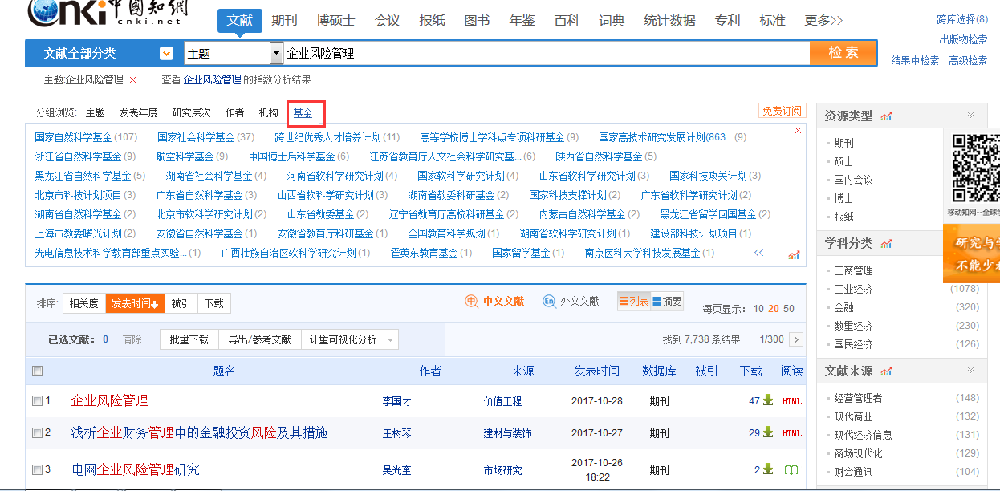 cnki 中國知網
cnki.net
文献 期刊 博硕士 会议 报纸 图书 年鉴 百科 词典 统计数据 专利 标准 更多>>
跨库选择(8)
出版物检索
文献全部分类 主题 企业风险管理 检 索
结果中检索 高级检索
主题:企业风险管理 × 查看 企业风险管理 的指数分析结果
分组浏览: 主题 发表年度 研究层次 作者 机构 基金 免费订阅
国家自然科学基金(107) 国家社会科学基金(37) 跨世纪优秀人才培养计划(11) 高等学校博士学科点专项科研基金(9) 国家高技术研究发展计划(863...(9)
浙江省自然科学基金(9) 航空科学基金(9) 中国博士后科学基金(6) 江苏省教育厅人文社会科学研究基...(6) 陕西省自然科学基金(5)
黑龙江省自然科学基金(5) 湖南省社会科学基金(4) 河南省软科学研究计划(4) 国家软科学研究计划(4) 山东省软科学研究计划(3) 国家科技攻关计划(3)
北京市科技计划项目(3) 广东省自然科学基金(3) 山西省软科学研究计划(3) 湖南省教委科研基金(2) 国家科技支撑计划(2) 广东省软科学研究计划(2)
湖南省自然科学基金(2) 北京市软科学研究计划(2) 山东省教委基金(2) 辽宁省教育厅高校科研基金(2) 内蒙古自然科学基金(2) 黑龙江省留学回国基金(2)
上海市教委曙光计划(2) 安徽省自然科学基金(1) 安徽省教育厅科研基金(1) 全国教育科学规划(1) 湖南省软科学研究计划(1) 建设部科技计划项目(1)
光电信息技术科学教育部重点实验...(1) 广西壮族自治区软科学研究计划(1) 霍英东教育基金(1) 国家留学基金(1) 南京医科大学科技发展基金(1) <<
排序: 相关度 发表时间↓ 被引 下载 中 中文文献 En 外文文献 列表 摘要 每页显示: 10 20 50
已选文献: 0 清除 批量下载 导出/参考文献 计量可视化分析 找到 7,738 条结果 1/300 >
题名 作者 来源 发表时间 数据库 被引 下载 阅读
1 企业风险管理 李国才 价值工程 2017-10-28 期刊 47 HTML
2 浅析企业财务管理中的金融投资风险及其措施 王树琴 建材与装饰 2017-10-27 期刊 29 HTML
3 电网企业风险管理研究 吴光奎 市场研究 2017-10-26 18:22 期刊 2
资源类型
期刊
硕士
国内会议
博士
报纸
移动知网--全球学
学科分类
研究与学
不能少
工商管理
工业经济 (1078)
金融 (320)
数量经济 (230)
国民经济 (126)
文献来源
经营管理者 (148)
现代商业 (132)
现代经济信息 (131)
商场现代化 (129)
财会通讯 (104)